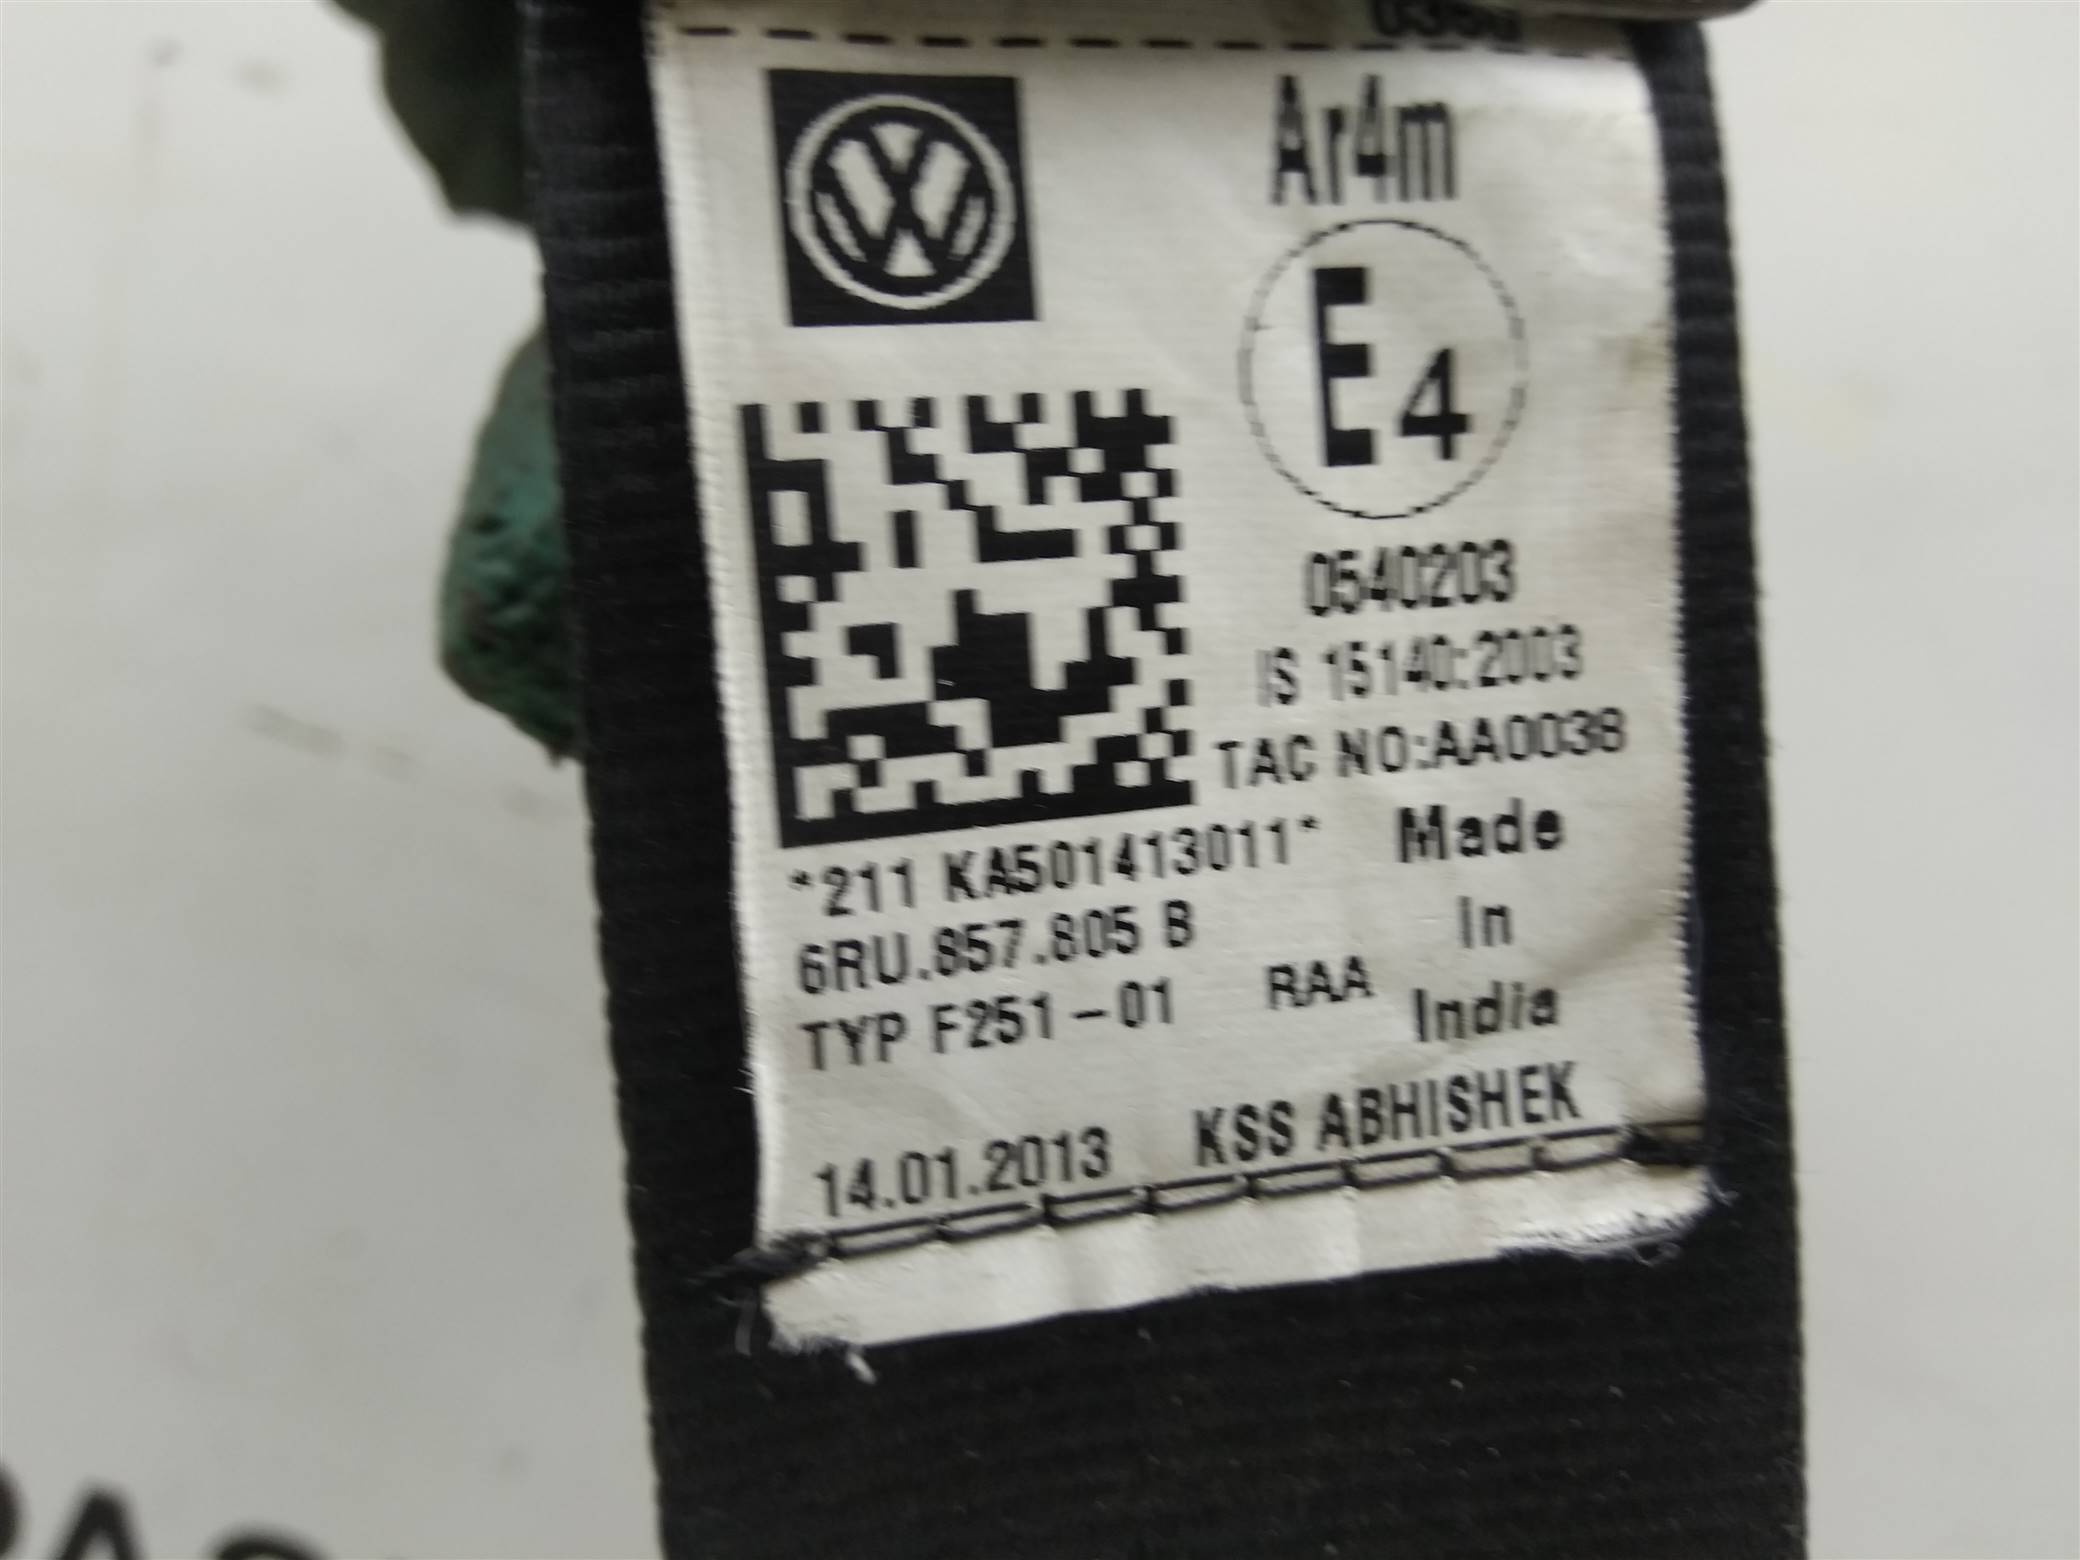 Ar4m
E4
0540203
IS 15140:2003
TAC NO:AA0038
*211 KA501413011*
6RU.857.805 B
TYP F251-01 RAA
Made
In
India
14.01.2013 KSS ABHISHEK